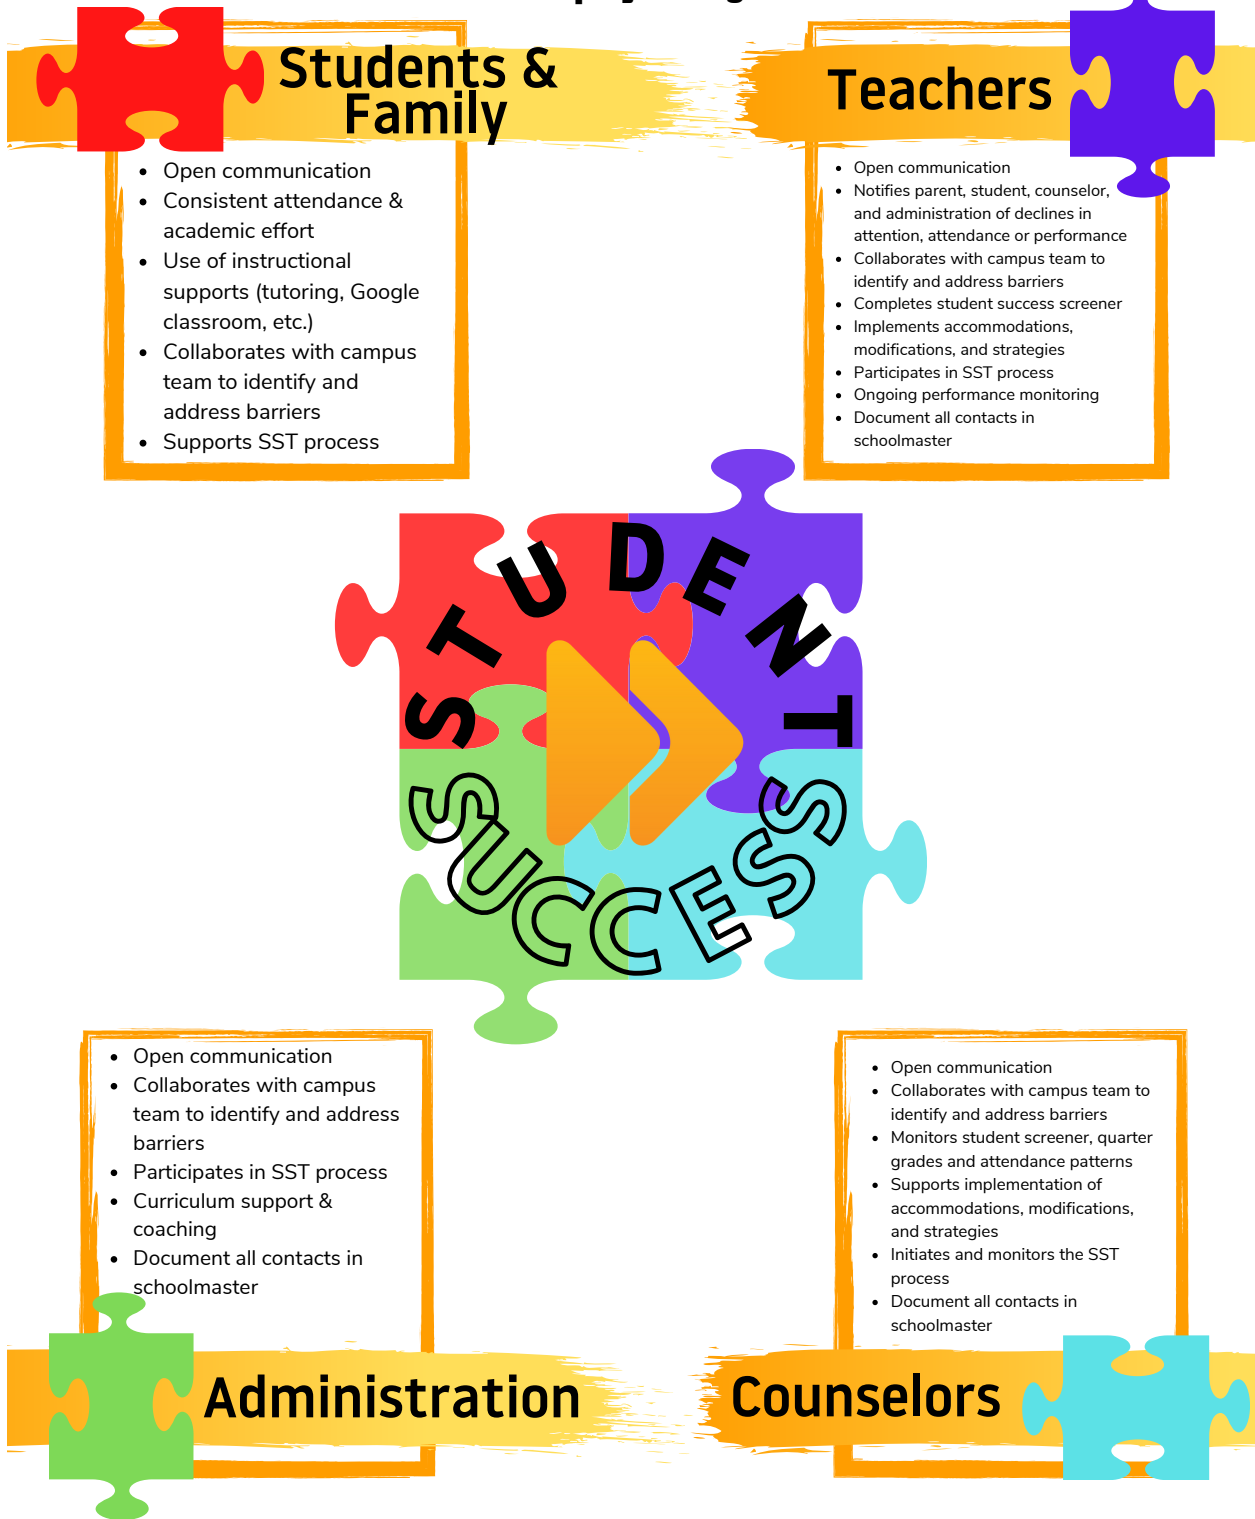 Students &
Family
• Open communication
• Consistent attendance &
academic effort
• Use of instructional
supports (tutoring, Google
classroom, etc.)
• Collaborates with campus
team to identify and
address barriers
• Supports SST process
Teachers
• Open communication
• Notifies parent, student, counselor,
and administration of declines in
attention, attendance or performance
• Collaborates with campus team to
identify and address barriers
• Completes student success screener
• Implements accommodations,
modifications, and strategies
• Participates in SST process
• Ongoing performance monitoring
• Document all contacts in
schoolmaster
STUDENT
SUCCESS
• Open communication
• Collaborates with campus
team to identify and address
barriers
• Participates in SST process
• Curriculum support &
coaching
• Document all contacts in
schoolmaster
Administration
• Open communication
• Collaborates with campus team to
identify and address barriers
• Monitors student screener, quarter
grades and attendance patterns
• Supports implementation of
accommodations, modifications,
and strategies
• Initiates and monitors the SST
process
• Document all contacts in
schoolmaster
Counselors